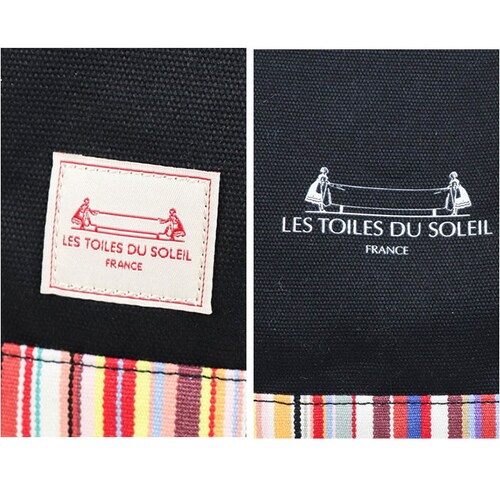 LES TOILES DU SOLEIL
FRANCE
LES TOILES DU SOLEIL
FRANCE